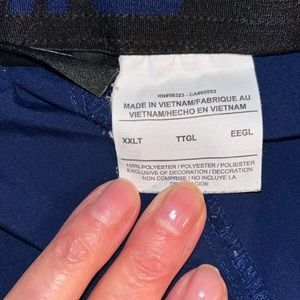 RN#56323 - CA#05553
MADE IN VIETNAM/FABRIQUE AU
VIETNAM/HECHO EN VIETNAM
XXLT TTGL EEGL
100% POLYESTER / POLYESTER / POLIESTER
EXCLUSIVE OF DECORATION / DECORATION
NON COMPRISE / NO INCLUYE LA
DECORACION